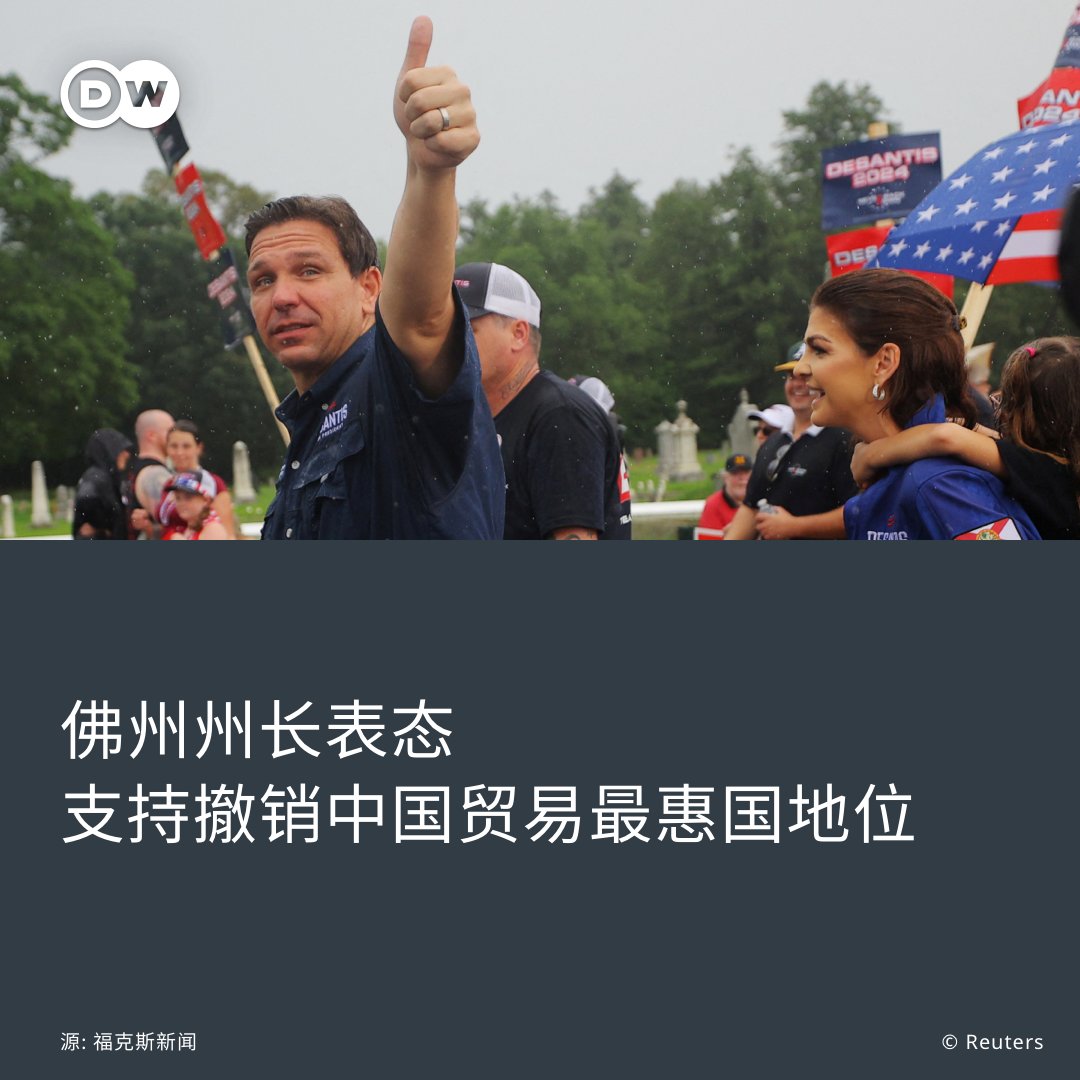 DW
DESANTIS
2024
佛州州长表态
支持撤销中国贸易最惠国地位
源: 福克斯新闻
© Reuters